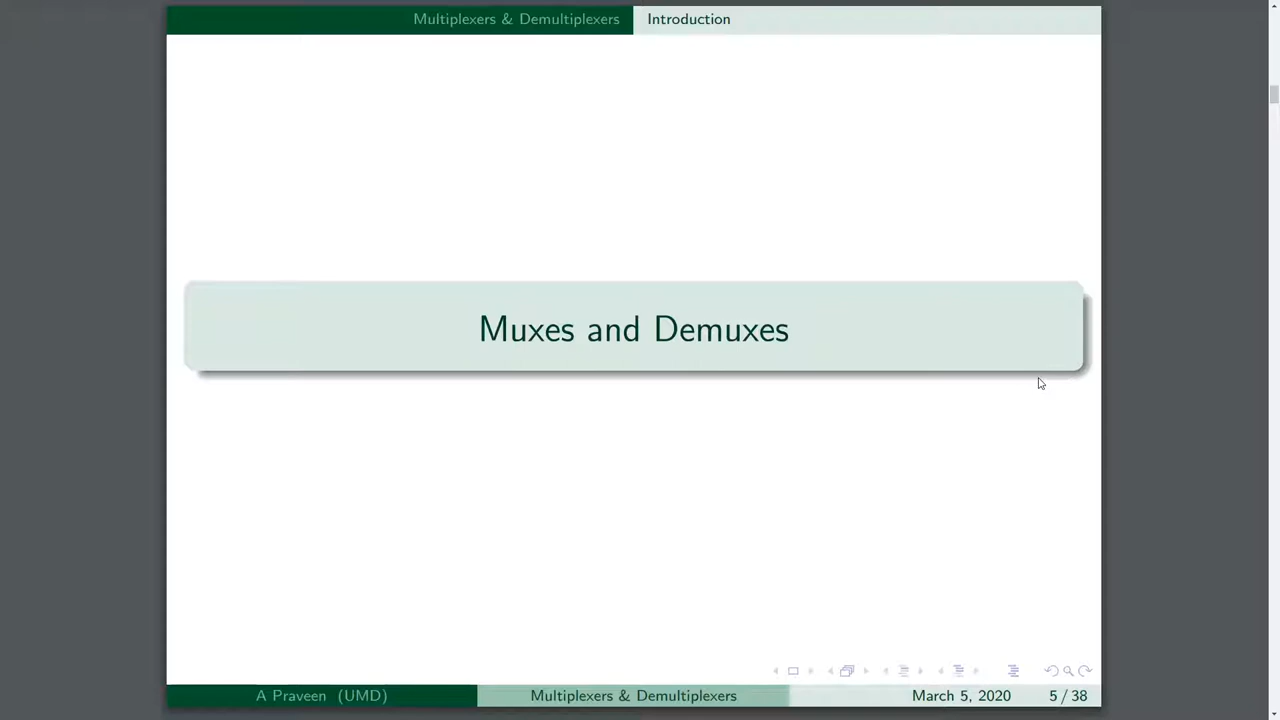 Multiplexers & Demultiplexers Introduction
Muxes and Demuxes
A Praveen (UMD) Multiplexers & Demultiplexers March 5, 2020 5 / 38